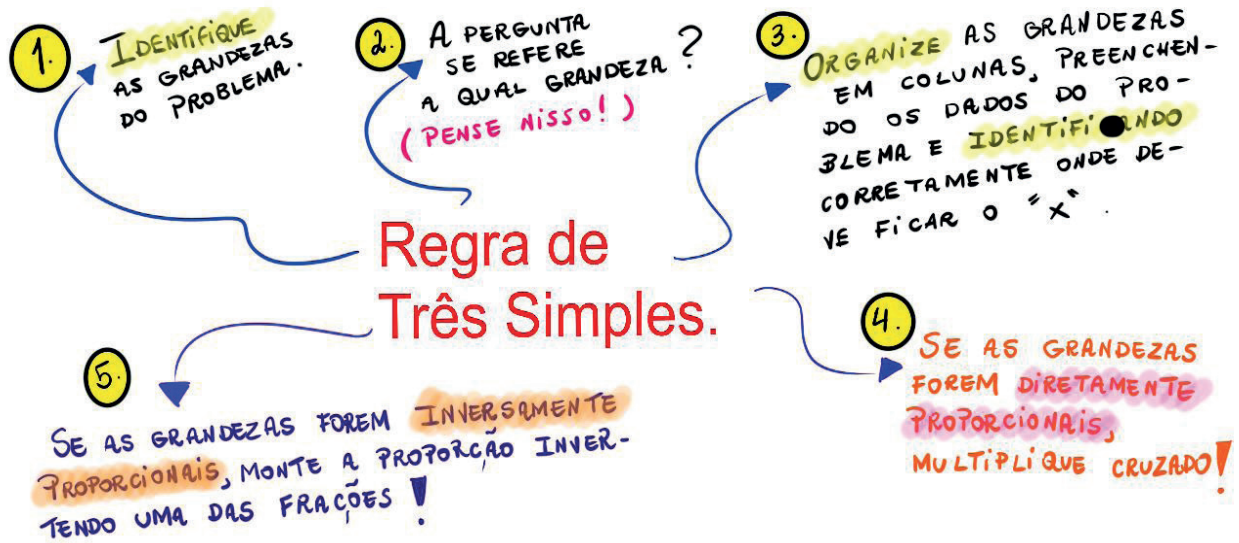 1.
IDENTIFIQUE
AS GRANDEZAS
DO PROBLEMA.
2.
A PERGUNTA
SE REFERE
A QUAL GRANDEZA?
(PENSE NISSO!)
3.
ORGANIZE AS GRANDEZAS
EM COLUNAS, PREENCHEN-
DO OS DADOS DO PRO-
BLEMA E IDENTIFICANDO
CORRETAMENTE ONDE DE-
VE FICAR O "X".
Regra de
Três Simples.
4.
SE AS GRANDEZAS
FOREM DIRETAMENTE
PROPORCIONAIS,
MULTIPLIQUE CRUZADO!
5.
SE AS GRANDEZAS FOREM INVERSAMENTE
PROPORCIONAIS, MONTE A PROPORÇÃO INVER-
TENDO UMA DAS FRAÇÕES!